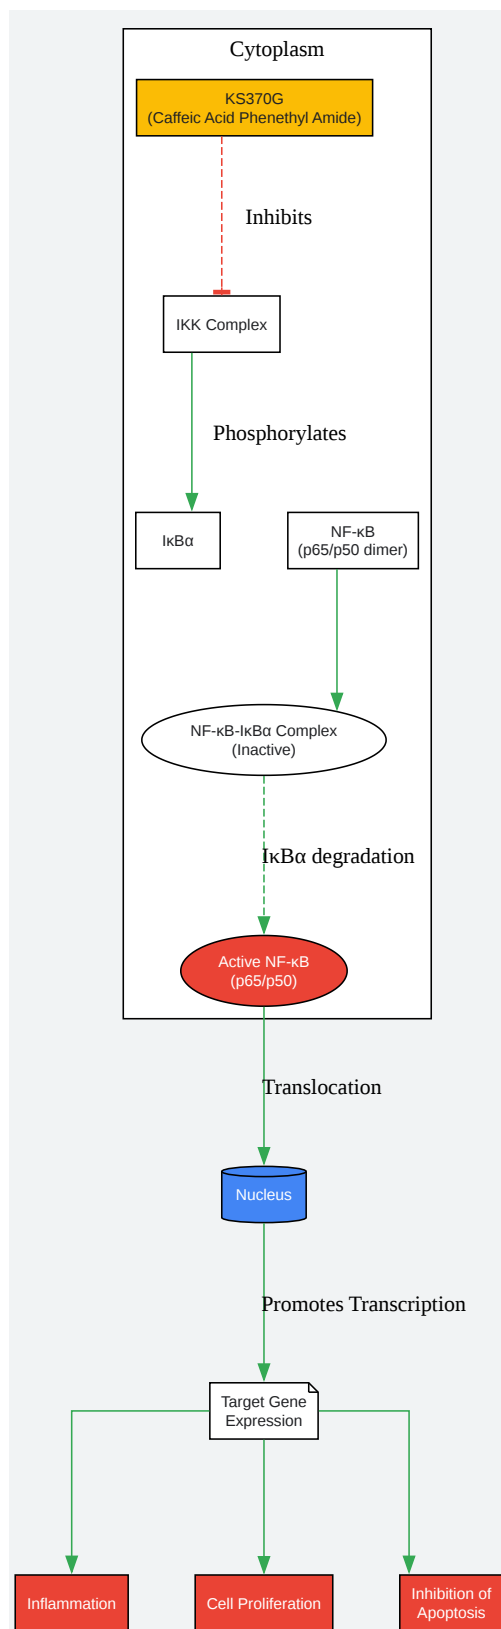 Cytoplasm
KS370G
(Caffeic Acid Phenethyl Amide)
Inhibits
IKK Complex
Phosphorylates
IκBα
NF-κB
(p65/p50 dimer)
NF-κB-IκBα Complex
(Inactive)
IκBα degradation
Active NF-κB
(p65/p50)
Translocation
Nucleus
Promotes Transcription
Target Gene
Expression
Inflammation
Cell Proliferation
Inhibition of
Apoptosis